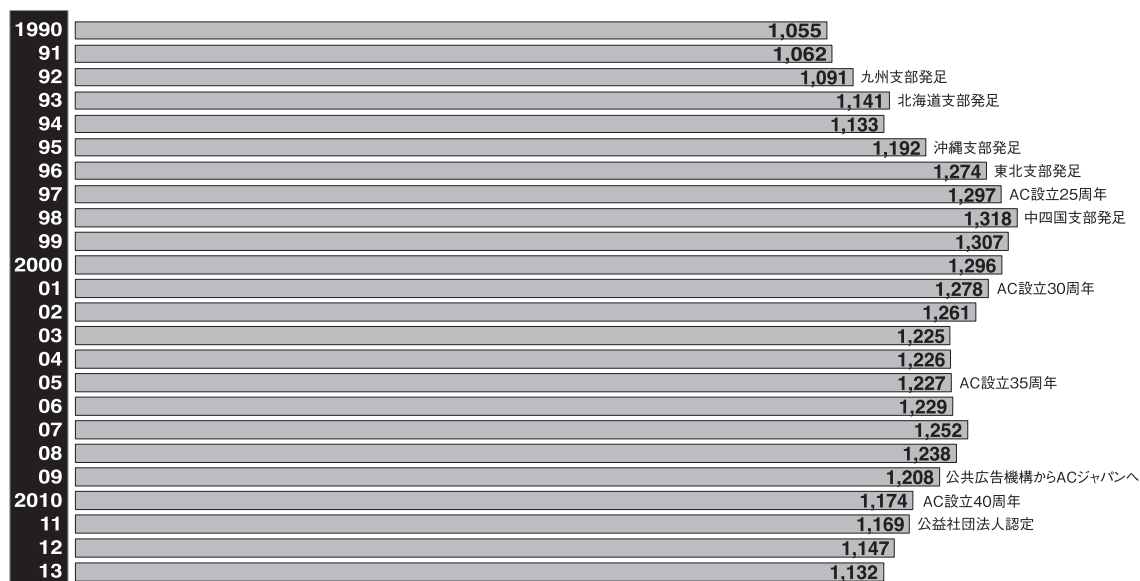 1990 1,055
91 1,062
92 1,091 九州支部発足
93 1,141 北海道支部発足
94 1,133
95 1,192 沖縄支部発足
96 1,274 東北支部発足
97 1,297 AC設立25周年
98 1,318 中四国支部発足
99 1,307
2000 1,296
01 1,278 AC設立30周年
02 1,261
03 1,225
04 1,226
05 1,227 AC設立35周年
06 1,229
07 1,252
08 1,238
09 1,208 公共広告機構からACジャパンへ
2010 1,174 AC設立40周年
11 1,169 公益社団法人認定
12 1,147
13 1,132